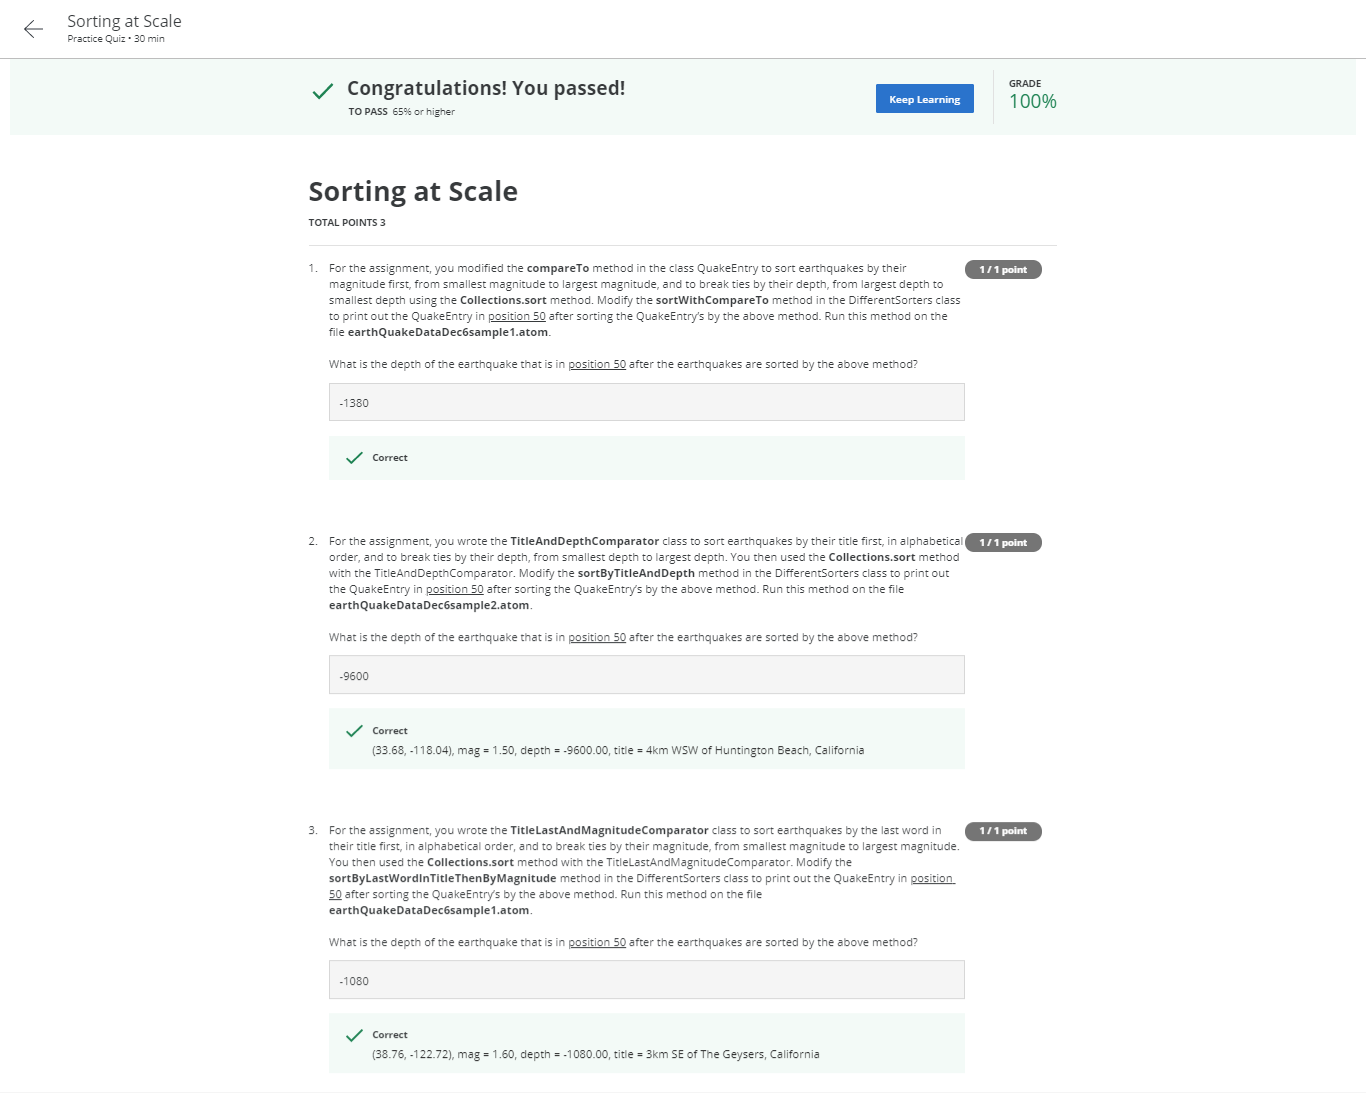 Sorting at Scale
Practice Quiz • 30 min
Congratulations! You passed!
TO PASS 65% or higher
Keep Learning
GRADE
100%
Sorting at Scale
TOTAL POINTS 3
1. For the assignment, you modified the compareTo method in the class QuakeEntry to sort earthquakes by their
magnitude first, from smallest magnitude to largest magnitude, and to break ties by their depth, from largest depth to
smallest depth using the Collections.sort method. Modify the sortWithCompareTo method in the DifferentSorters class
to print out the QuakeEntry in position 50 after sorting the QuakeEntry's by the above method. Run this method on the
file earthQuakeDataDec6sample1.atom.
1 / 1 point
What is the depth of the earthquake that is in position 50 after the earthquakes are sorted by the above method?
-1380
Correct
2. For the assignment, you wrote the TitleAndDepthComparator class to sort earthquakes by their title first, in alphabetical
order, and to break ties by their depth, from smallest depth to largest depth. You then used the Collections.sort method
with the TitleAndDepthComparator. Modify the sortByTitleAndDepth method in the DifferentSorters class to print out
the QuakeEntry in position 50 after sorting the QuakeEntry's by the above method. Run this method on the file
earthQuakeDataDec6sample2.atom.
1 / 1 point
What is the depth of the earthquake that is in position 50 after the earthquakes are sorted by the above method?
-9600
Correct
(33.68, -118.04), mag = 1.50, depth = -9600.00, title = 4km WSW of Huntington Beach, California
3. For the assignment, you wrote the TitleLastAndMagnitudeComparator class to sort earthquakes by the last word in
their title first, in alphabetical order, and to break ties by their magnitude, from smallest magnitude to largest magnitude.
You then used the Collections.sort method with the TitleLastAndMagnitudeComparator. Modify the
sortByLastWordInTitleThenByMagnitude method in the DifferentSorters class to print out the QuakeEntry in position
50 after sorting the QuakeEntry's by the above method. Run this method on the file
earthQuakeDataDec6sample1.atom.
1 / 1 point
What is the depth of the earthquake that is in position 50 after the earthquakes are sorted by the above method?
-1080
Correct
(38.76, -122.72), mag = 1.60, depth = -1080.00, title = 3km SE of The Geysers, California